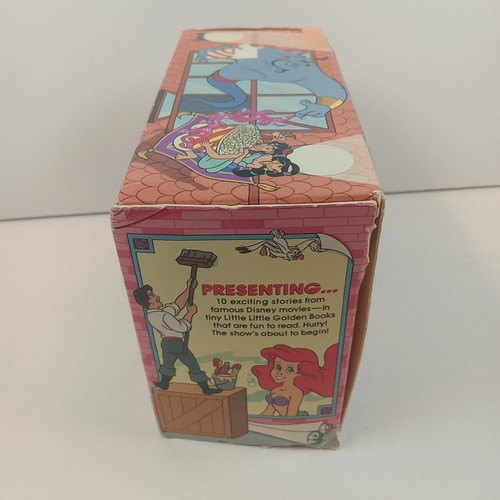 PRESENTING...
10 exciting stories from
famous Disney movies—in
tiny Little Little Golden Books
that are fun to read. Hurry!
The show's about to begin!